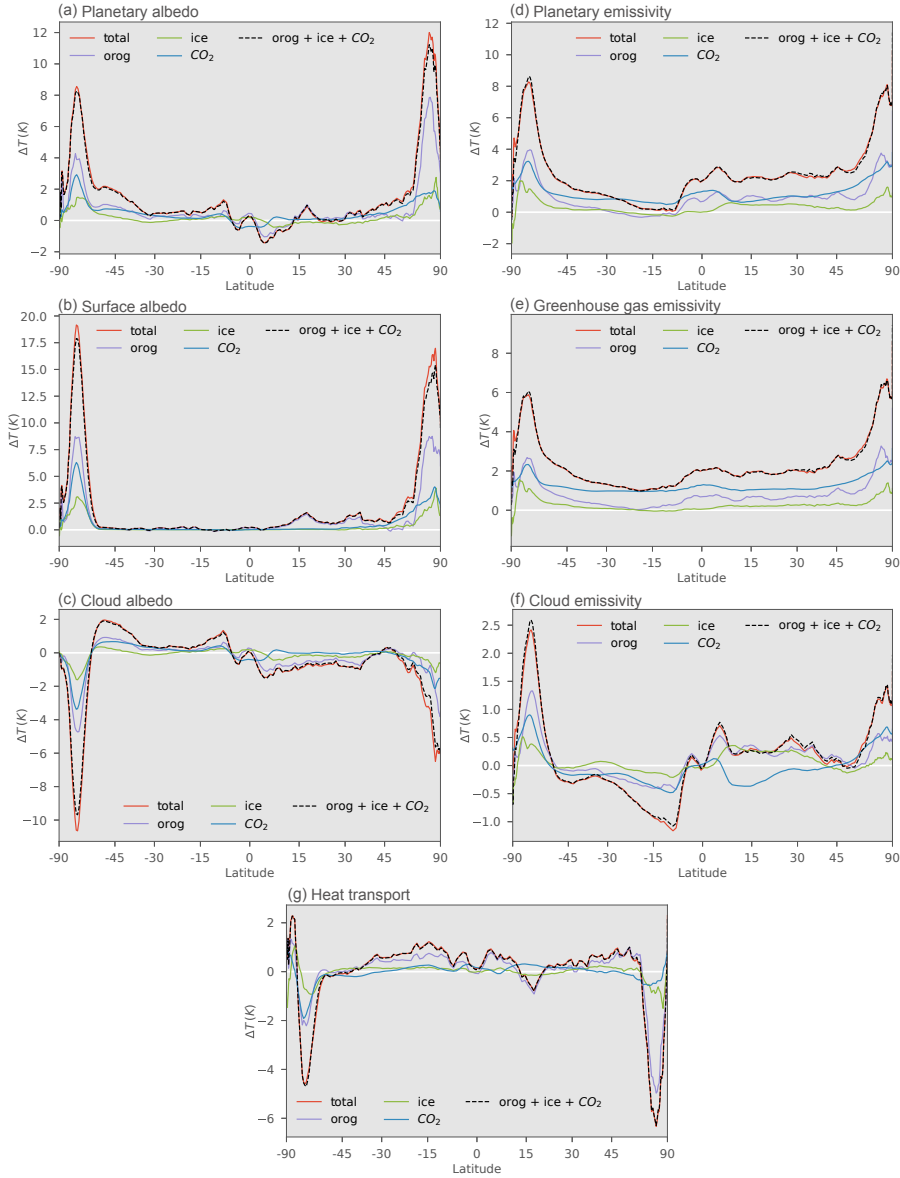 (a) Planetary albedo
total ice orog + ice + CO2
orog CO2
12
10
8
6
4
2
0
−2
ΔT(K)
-90 -45 -30 -15 0 15 30 45 90
Latitude
(d) Planetary emissivity
total ice orog + ice + CO2
orog CO2
12
10
8
6
4
2
0
−2
ΔT(K)
-90 -45 -30 -15 0 15 30 45 90
Latitude
(b) Surface albedo
total ice orog + ice + CO2
orog CO2
20.0
17.5
15.0
12.5
10.0
7.5
5.0
2.5
0.0
ΔT(K)
-90 -45 -30 -15 0 15 30 45 90
Latitude
(e) Greenhouse gas emissivity
total ice orog + ice + CO2
orog CO2
8
6
4
2
0
ΔT(K)
-90 -45 -30 -15 0 15 30 45 90
Latitude
(c) Cloud albedo
2
0
−2
−4
−6
−8
−10
ΔT(K)
total ice orog + ice + CO2
orog CO2
-90 -45 -30 -15 0 15 30 45 90
Latitude
(f) Cloud emissivity
total ice orog + ice + CO2
orog CO2
2.5
2.0
1.5
1.0
0.5
0.0
−0.5
−1.0
ΔT(K)
-90 -45 -30 -15 0 15 30 45 90
Latitude
(g) Heat transport
2
0
−2
−4
−6
ΔT(K)
total ice orog + ice + CO2
orog CO2
-90 -45 -30 -15 0 15 30 45 90
Latitude